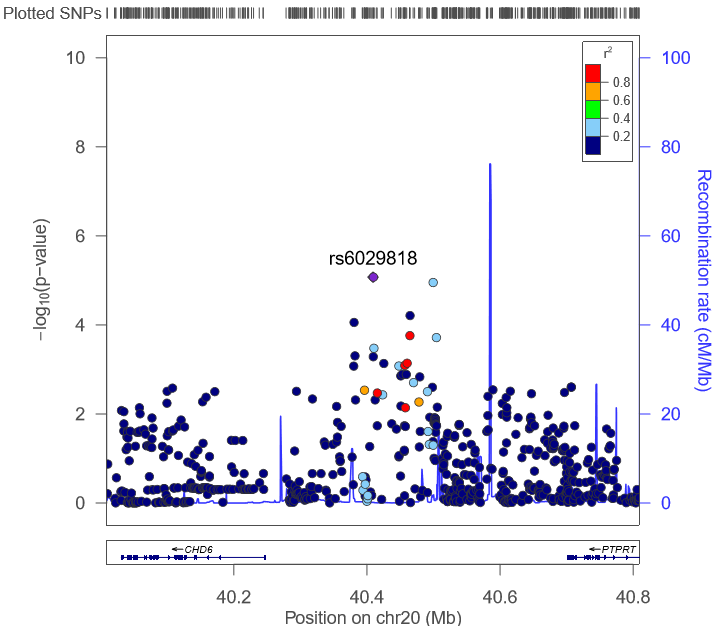 Plotted SNPs
10
8
6
4
2
0
−log10(p−value)
100
80
60
40
20
0
Recombination rate (cM/Mb)
r2
0.8
0.6
0.4
0.2
rs6029818
CHD6
PTPRT
40.2
40.4
40.6
40.8
Position on chr20 (Mb)